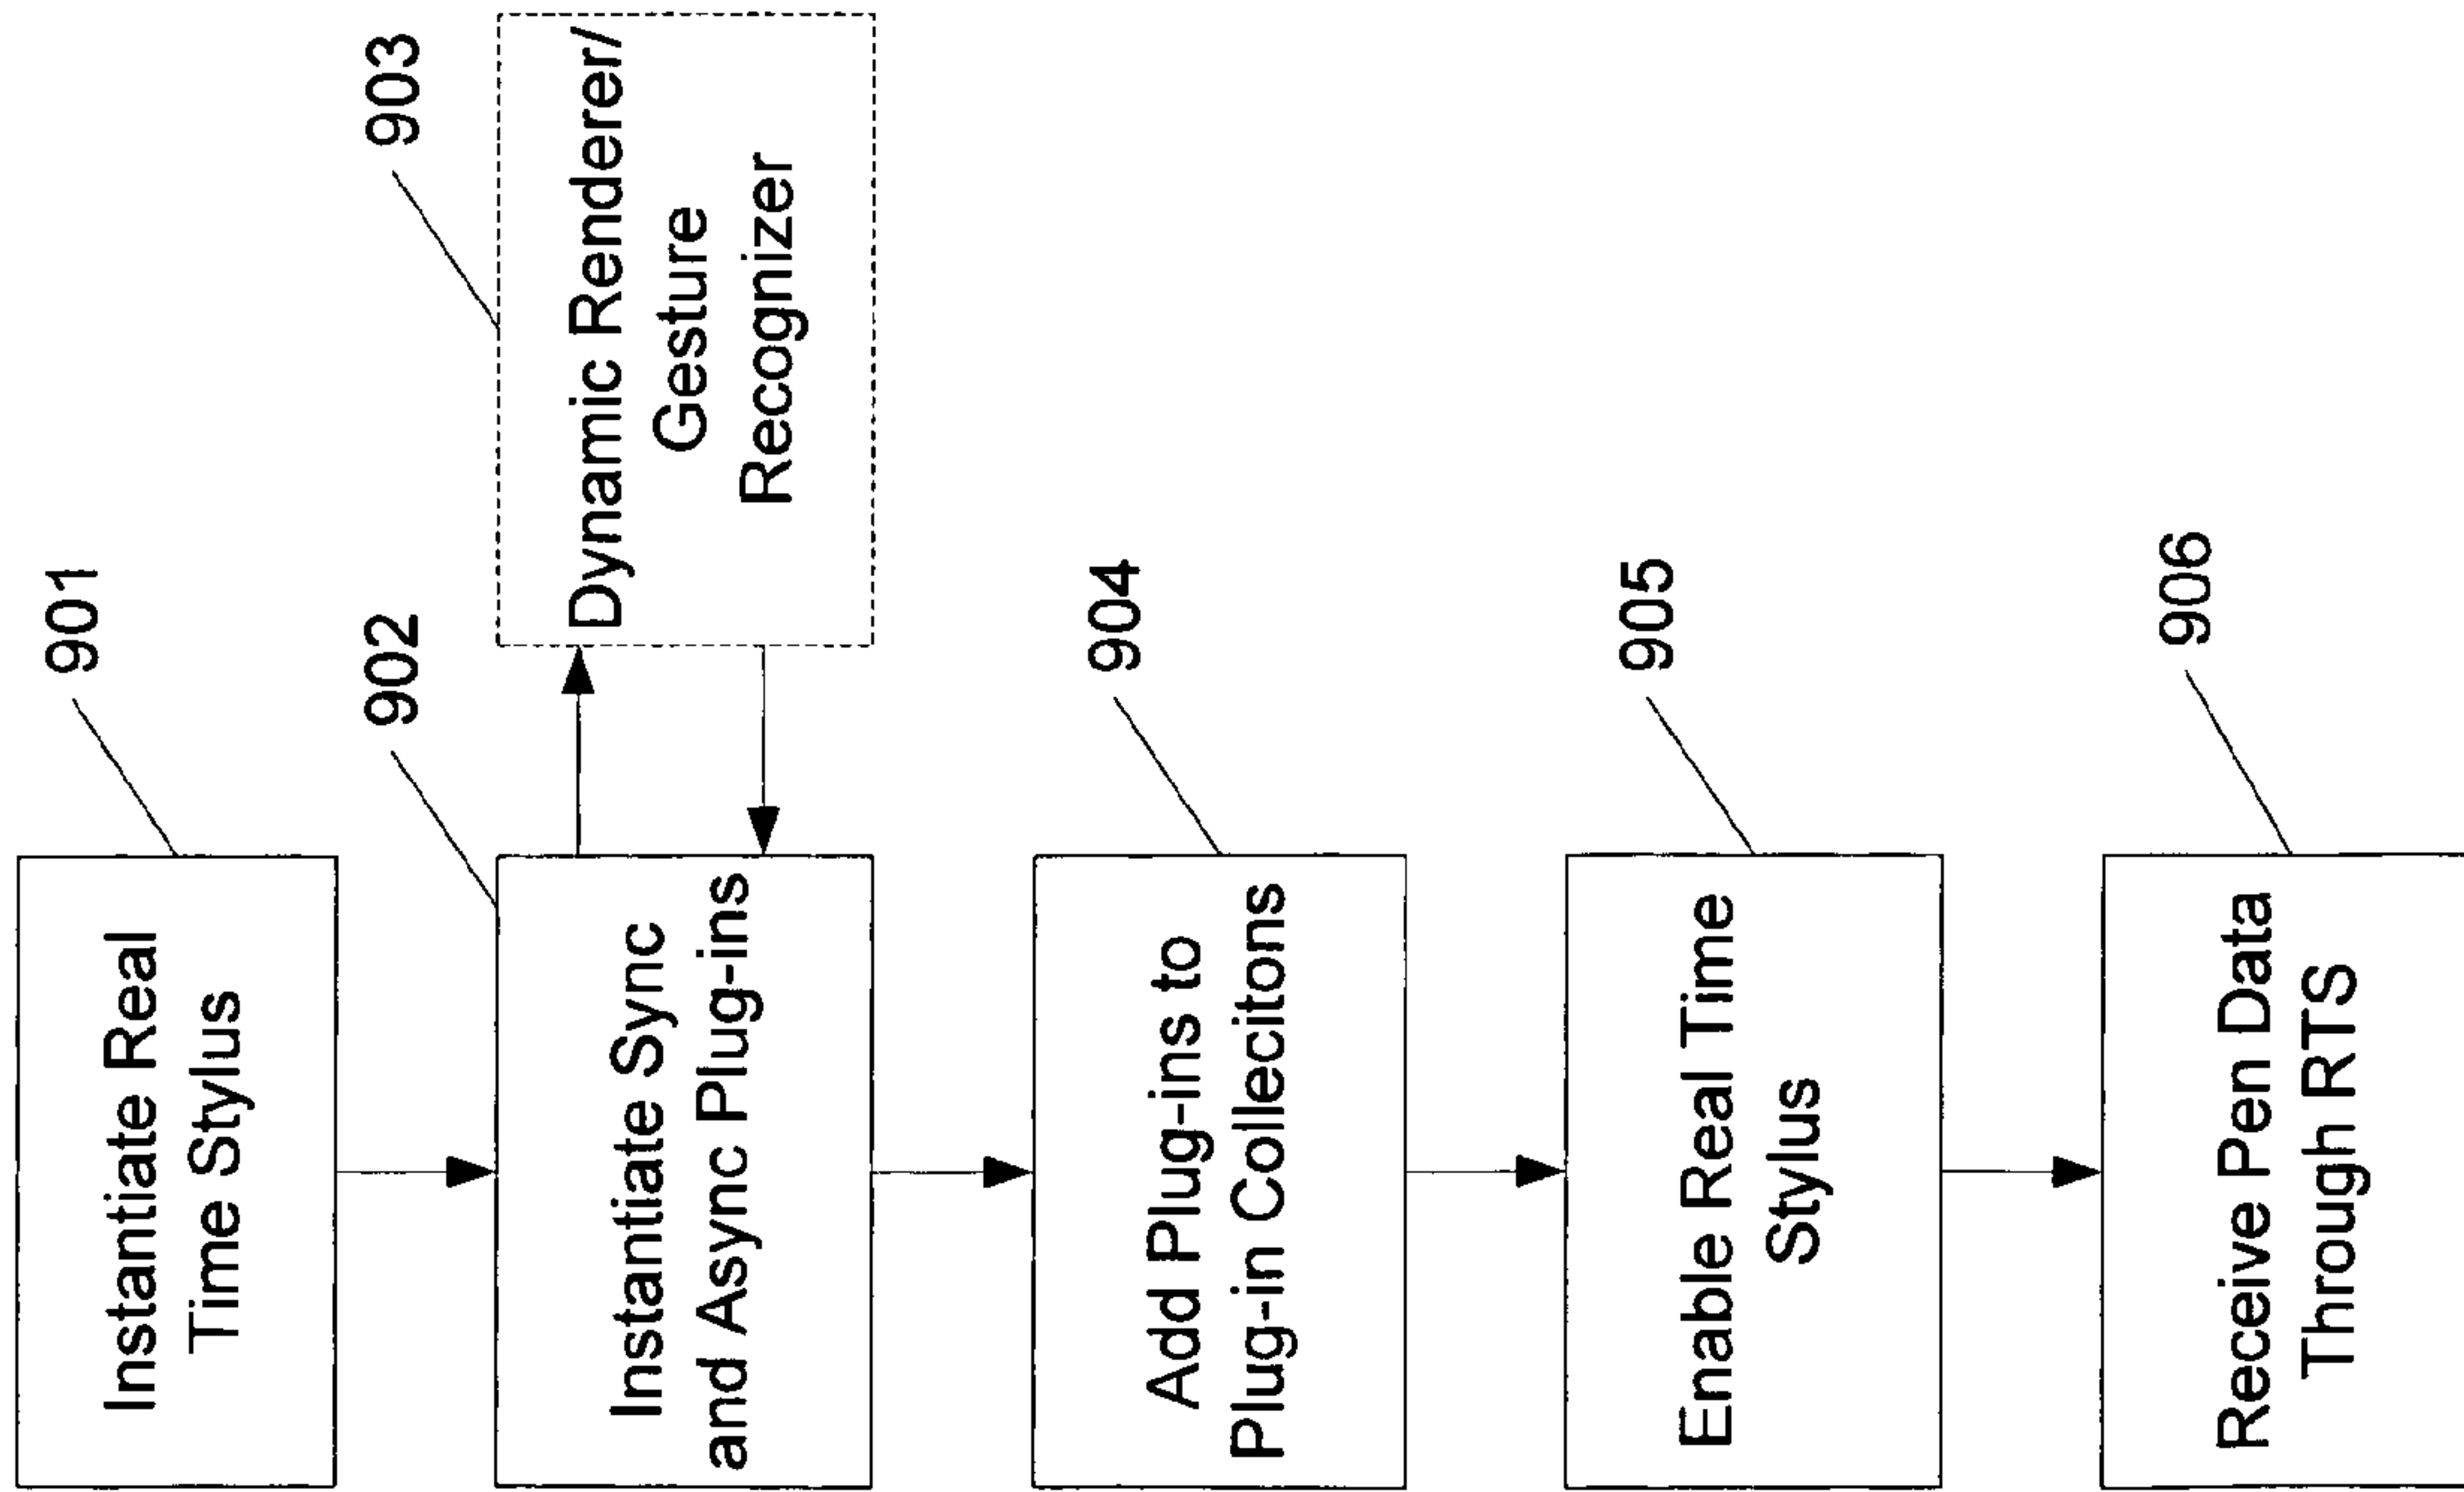 901
Instantiate Real
Time Stylus
902
Instantiate Sync
and Async Plug-ins
903
Dynamic Renderer/
Gesture
Recognizer
904
Add Plug-ins to
Plug-in Collecitons
905
Enable Real Time
Stylus
906
Receive Pen Data
Through RTS